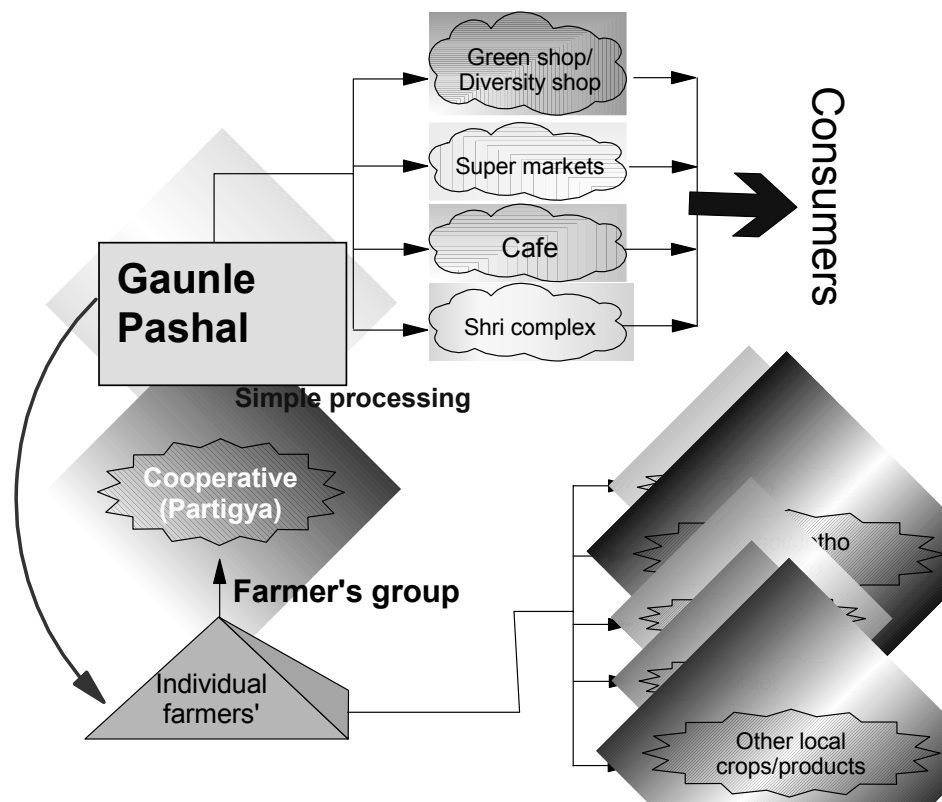 Green shop/
Diversity shop
Super markets
Cafe
Shri complex
Consumers
Gaunle
Pashal
Simple processing
Cooperative
(Partigya)
Farmer's group
Individual
farmers'
Other local
crops/products